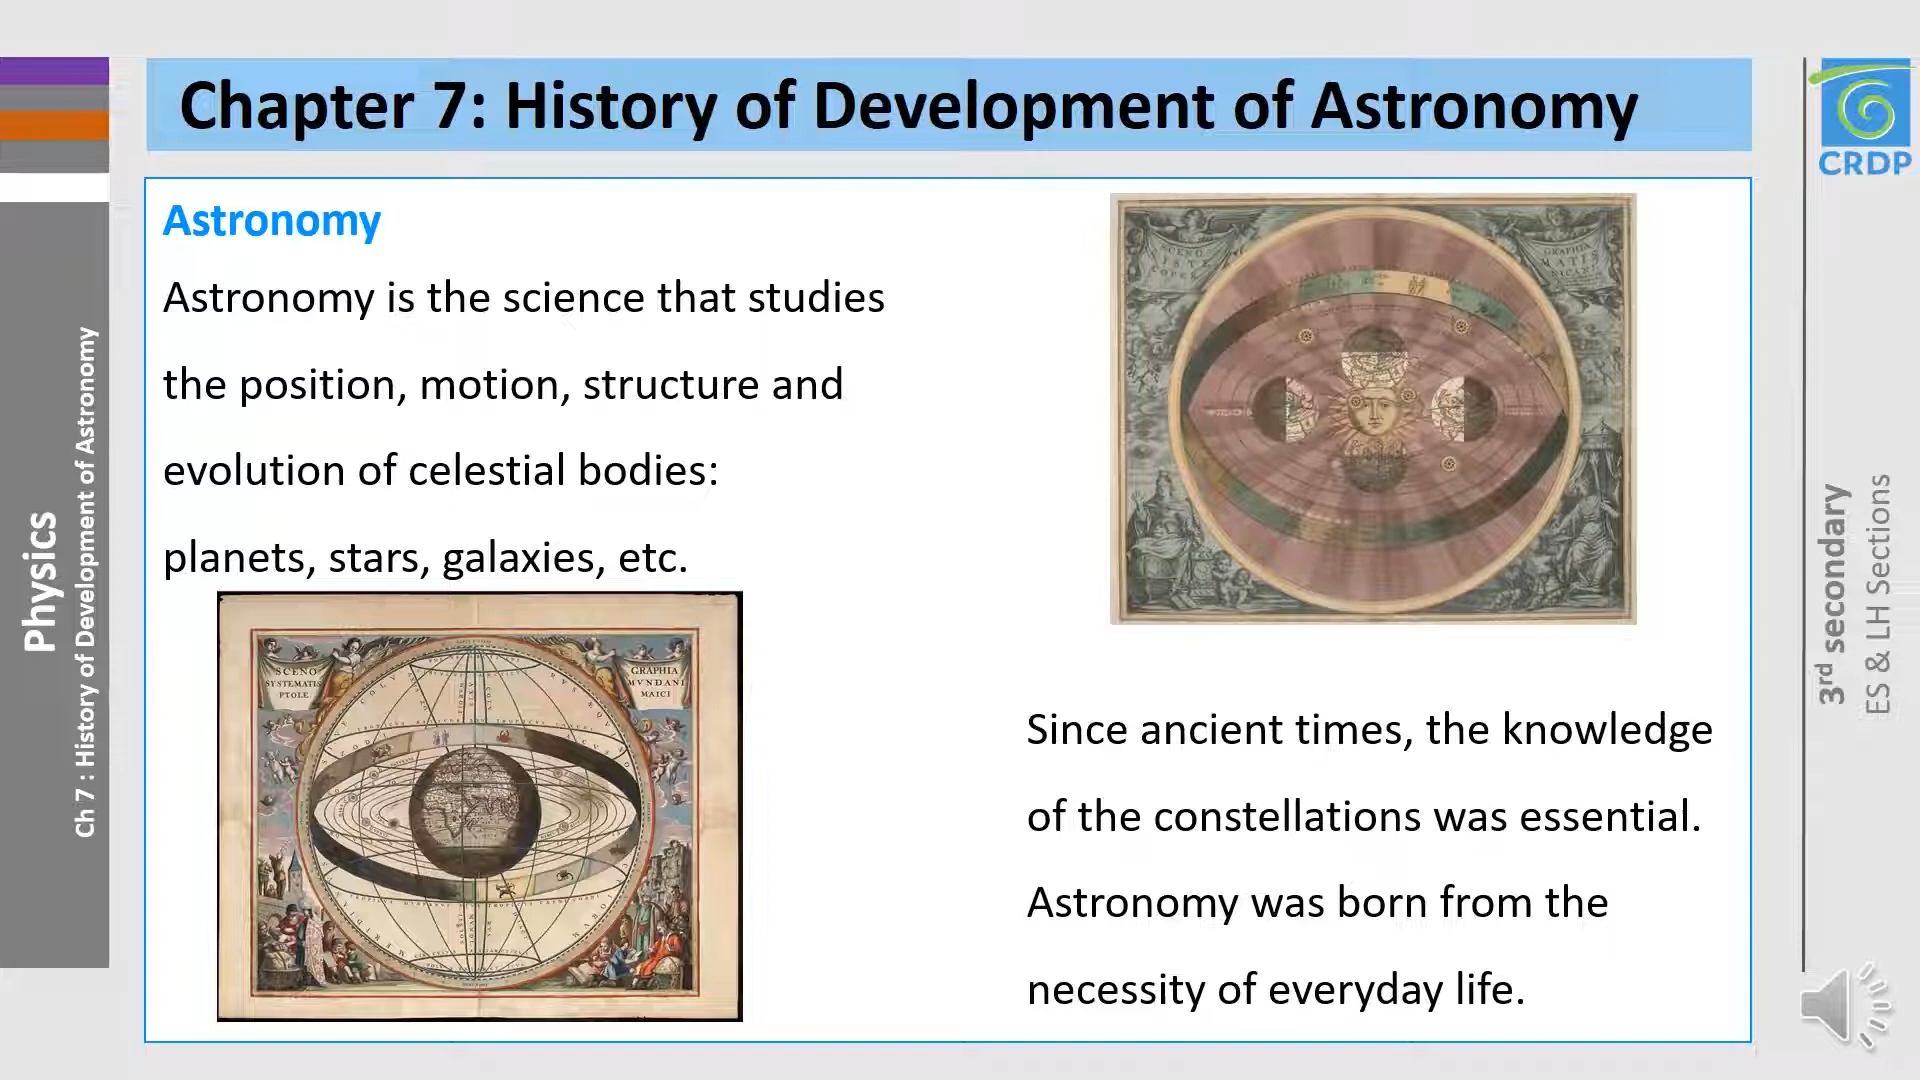 Chapter 7: History of Development of Astronomy
CRDP
Physics
Ch 7 : History of Development of Astronomy
Astronomy
Astronomy is the science that studies
the position, motion, structure and
evolution of celestial bodies:
planets, stars, galaxies, etc.
SCENO
SYSTEMATIS
PTOLE
GRAPHIA
MVNDANI
MAICI
Since ancient times, the knowledge
of the constellations was essential.
Astronomy was born from the
necessity of everyday life.
3rd secondary
ES & LH Sections